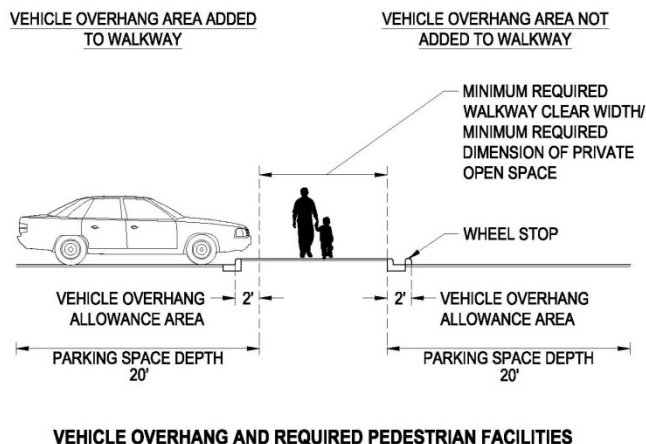 VEHICLE OVERHANG AREA ADDED
TO WALKWAY
VEHICLE OVERHANG AREA NOT
ADDED TO WALKWAY
MINIMUM REQUIRED
WALKWAY CLEAR WIDTH/
MINIMUM REQUIRED
DIMENSION OF PRIVATE
OPEN SPACE
WHEEL STOP
VEHICLE OVERHANG
ALLOWANCE AREA
2'
2'
VEHICLE OVERHANG
ALLOWANCE AREA
PARKING SPACE DEPTH
20'
PARKING SPACE DEPTH
20'
VEHICLE OVERHANG AND REQUIRED PEDESTRIAN FACILITIES